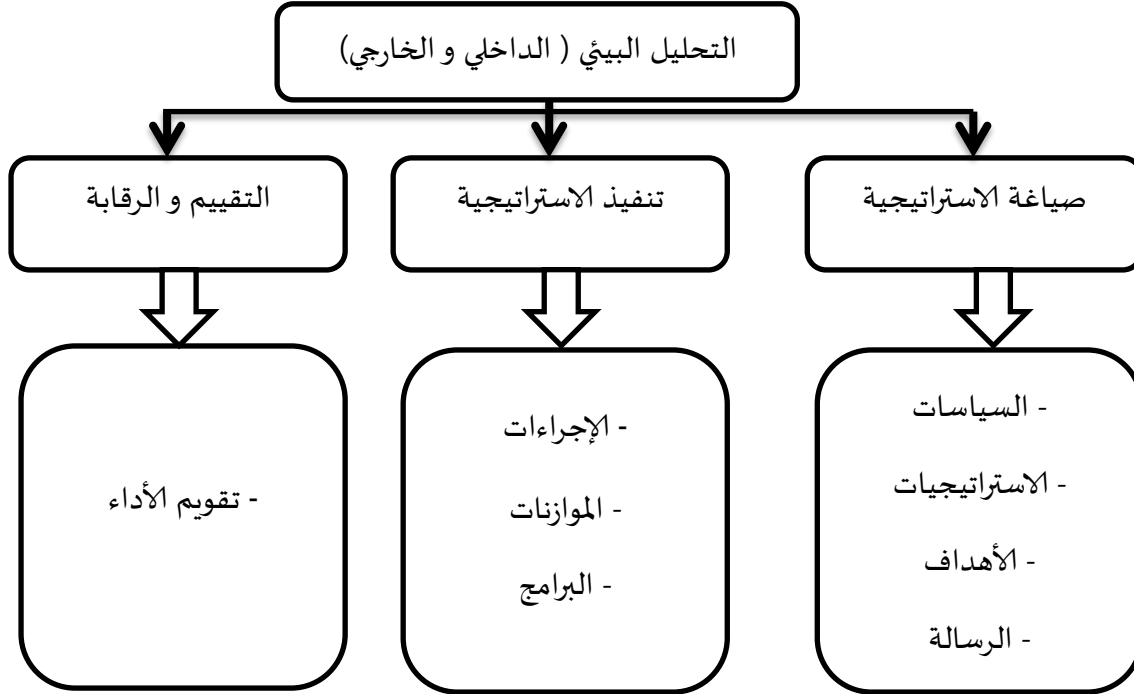 التحليل البيئي ( الداخلي و الخارجي)
صياغة الاستراتيجية
تنفيذ الاستراتيجية
التقييم و الرقابة
- السياسات
- الاستراتيجيات
- الأهداف
- الرسالة
- الإجراءات
- الموازنات
- البرامج
- تقويم الأداء